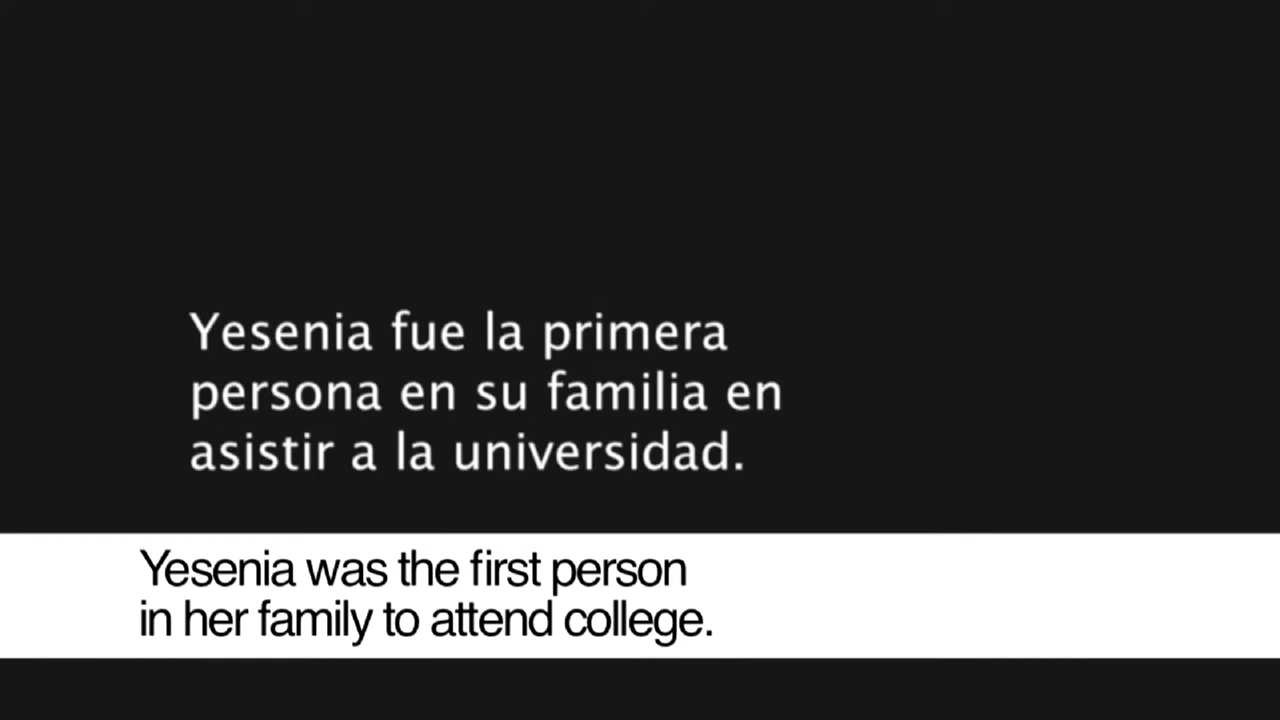 Yesenia fue la primera
persona en su familia en
asistir a la universidad.
Yesenia was the first person
in her family to attend college.